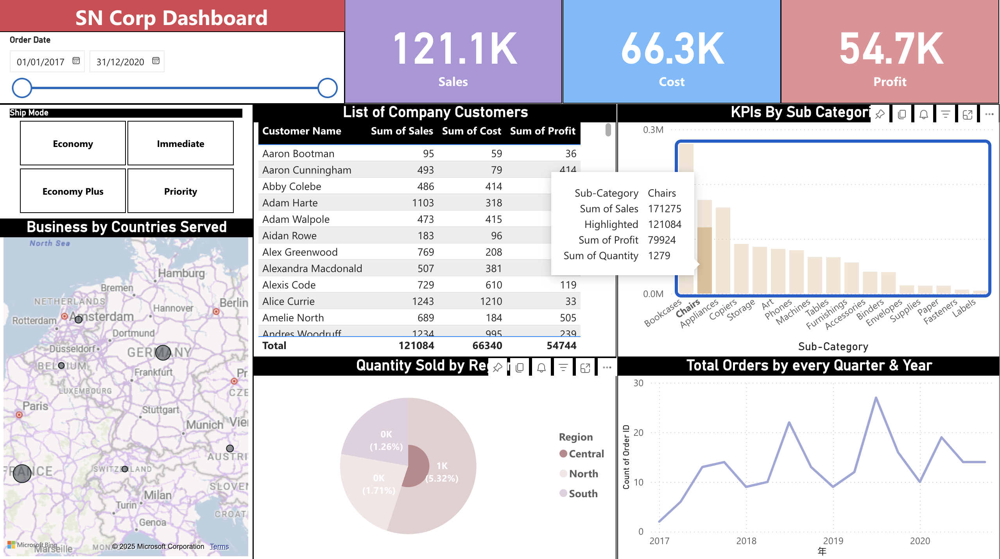 SN Corp Dashboard
Order Date
01/01/2017
31/12/2020
121.1K
Sales
66.3K
Cost
54.7K
Profit
Ship Mode
Economy
Immediate
Economy Plus
Priority
Business by Countries Served
North Sea
Hamburg
Bremen
NETHERLANDS
Hannover
Berlin
Rotterdam
Amsterdam
Dortmund
Düsseldorf
GERMANY
BELGIUM
Frankfurt
Pr
LUXEMBOURG
CZE
Paris
Stuttgart
Munich
Vie
AUSTRI
FRANCE
SWITZERLAND
SLOVE
Milan
Turin
CROAT
Genoa
Microsoft Bing
Marseille
MON
© 2025 Microsoft Corporation Terms
List of Company Customers
Customer Name Sum of Sales Sum of Cost Sum of Profit
Aaron Bootman 95 59 36
Aaron Cunningham 493 79 414
Abby Colebe 486 414
Adam Harte 1103 318
Adam Walpole 473 415
Aidan Rowe 183 96
Alex Greenwood 769 208
Alexandra Macdonald 507 381
Alexis Code 729 610 119
Alice Currie 1243 1210 33
Amelie North 689 184 505
Andres Woodruff 1234 995 239
Total 121084 66340 54744
KPIs By Sub Categori
0.3M
0.0M
Sub-Category Chairs
Sum of Sales 171275
Highlighted 121084
Sum of Profit 79924
Sum of Quantity 1279
Bookcases
Chairs
Appliances
Copiers
Storage
Art
Phones
Machines
Tables
Furnishings
Accessories
Binders
Envelopes
Supplies
Paper
Fasteners
Labels
Sub-Category
Quantity Sold by Region
0K
(1.26%)
1K
(5.32%)
0K
(1.71%)
Region
Central
North
South
Total Orders by every Quarter & Year
Count of Order ID
30
20
10
0
2017
2018
2019
2020
年